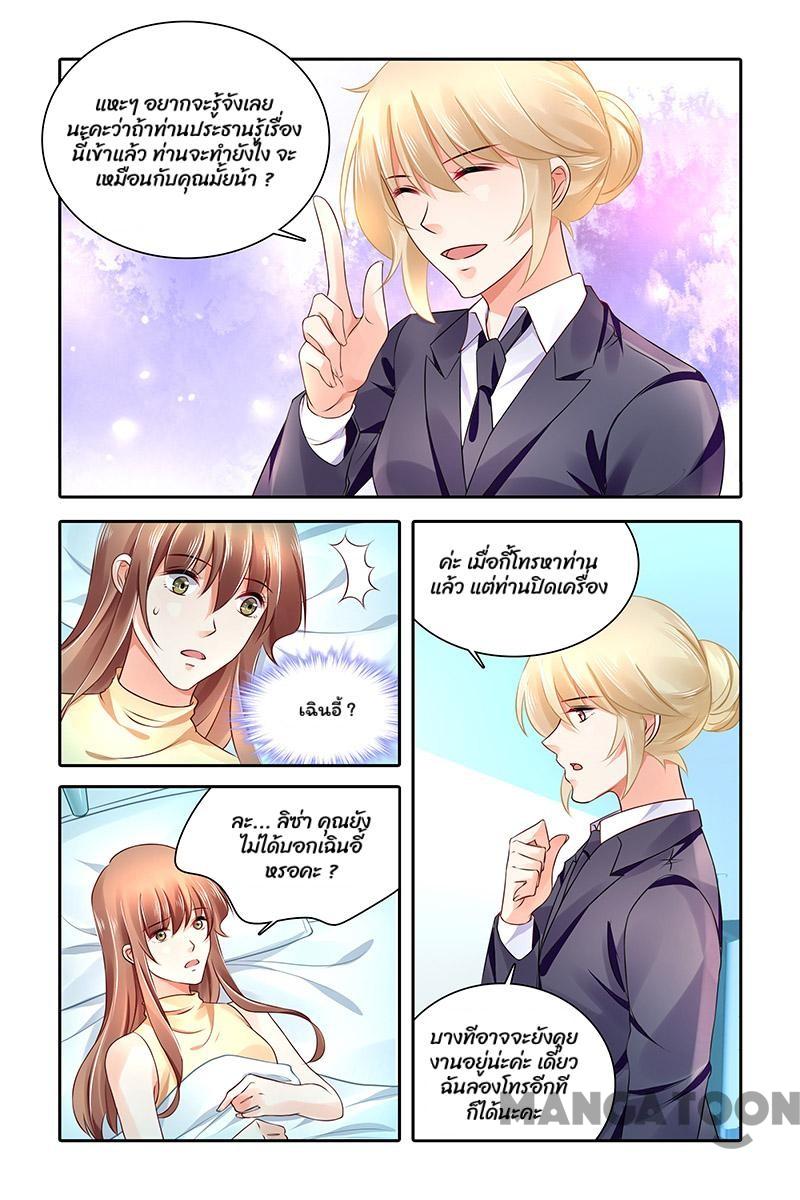 แหะๆ อยากจะรู้จังเลย
นะคะว่าถ้าท่านประธานรู้เรื่อง
นี้เข้าแล้ว ท่านจะทำยังไง จะ
เหมือนกับคุณมั้ยน้า ?
เฉินอี้ ?
ละ... ลิซ่า คุณยัง
ไม่ได้บอกเฉินอี้
หรอคะ ?
ค่ะ เมื่อกี้โทรหาท่าน
แล้ว แต่ท่านปิดเครื่อง
บางทีอาจจะยังคุย
งานอยู่น่ะค่ะ เดี๋ยว
ฉันลองโทรอีกที
ก็ได้นะคะ
MANGATOON